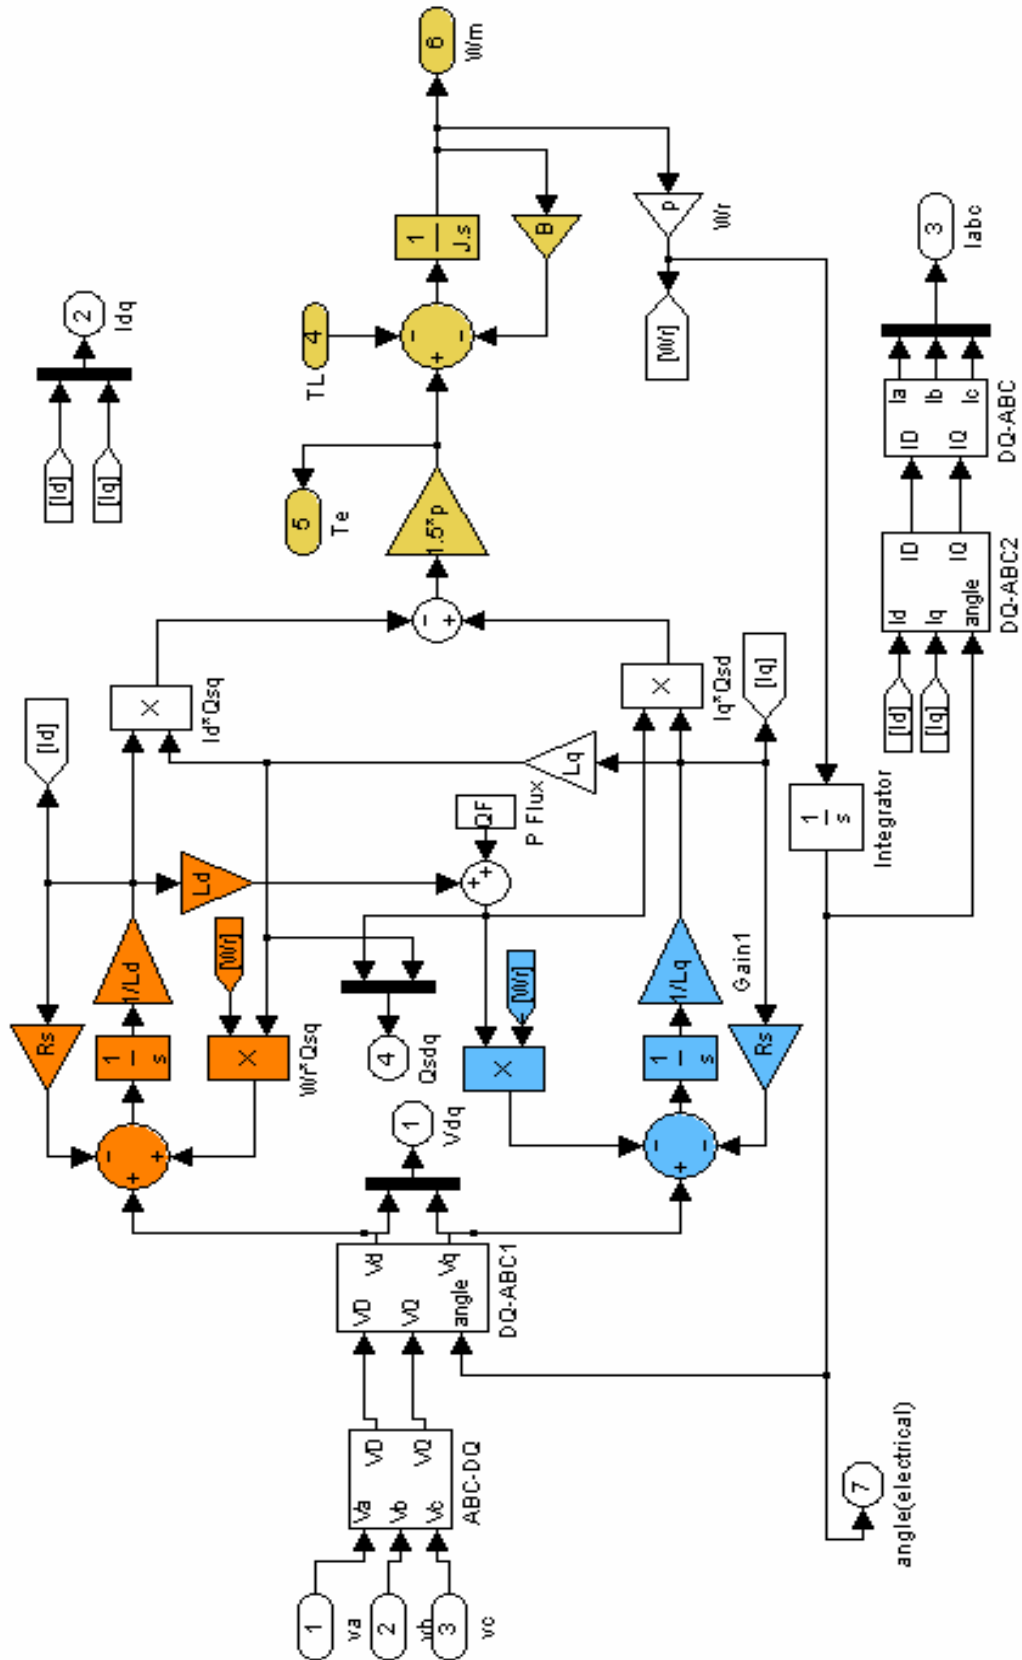 1
va
2
vb
3
vc
Va
Vb
Vc
VD
VQ
ABC-DQ
VD
VQ
angle
Vd
Vq
DQ-ABC1
1
Vdq
7
angle(electrical)
-
+
+
1
s
1/Ld
Rs
[Wr]
×
Wr*Qsq
Ld
[Id]
4
Qsdq
+
+
QF
P Flux
[Wr]
×
-
+
-
1
s
1/Lq
Gain1
Rs
Lq
[Iq]
×
Id*Qsq
×
Iq*Qsd
-
+
1.5*p
5
Te
4
TL
-
+
-
1
J.s
B
6
Wm
p
Wr
[Wr]
1
s
Integrator
[Id]
[Iq]
2
Idq
[Id]
[Iq]
Id
Iq
angle
ID
IQ
DQ-ABC2
ID
IQ
Ia
Ib
Ic
DQ-ABC
3
Iabc